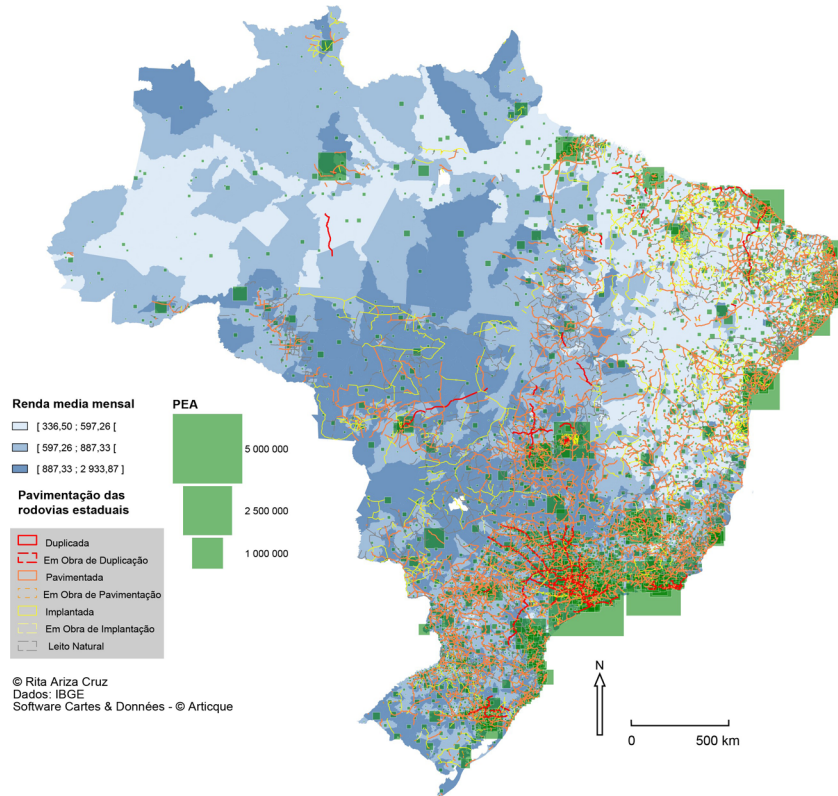 Renda media mensal
[ 336,50 ; 597,26 [
[ 597,26 ; 887,33 [
[ 887,33 ; 2 933,87 ]
Pavimentação das
rodovias estaduais
Duplicada
Em Obra de Duplicação
Pavimentada
Em Obra de Pavimentação
Implantada
Em Obra de Implantação
Leito Natural
PEA
5 000 000
2 500 000
1 000 000
© Rita Ariza Cruz
Dados: IBGE
Software Cartes & Données - © Articque
N
0 500 km